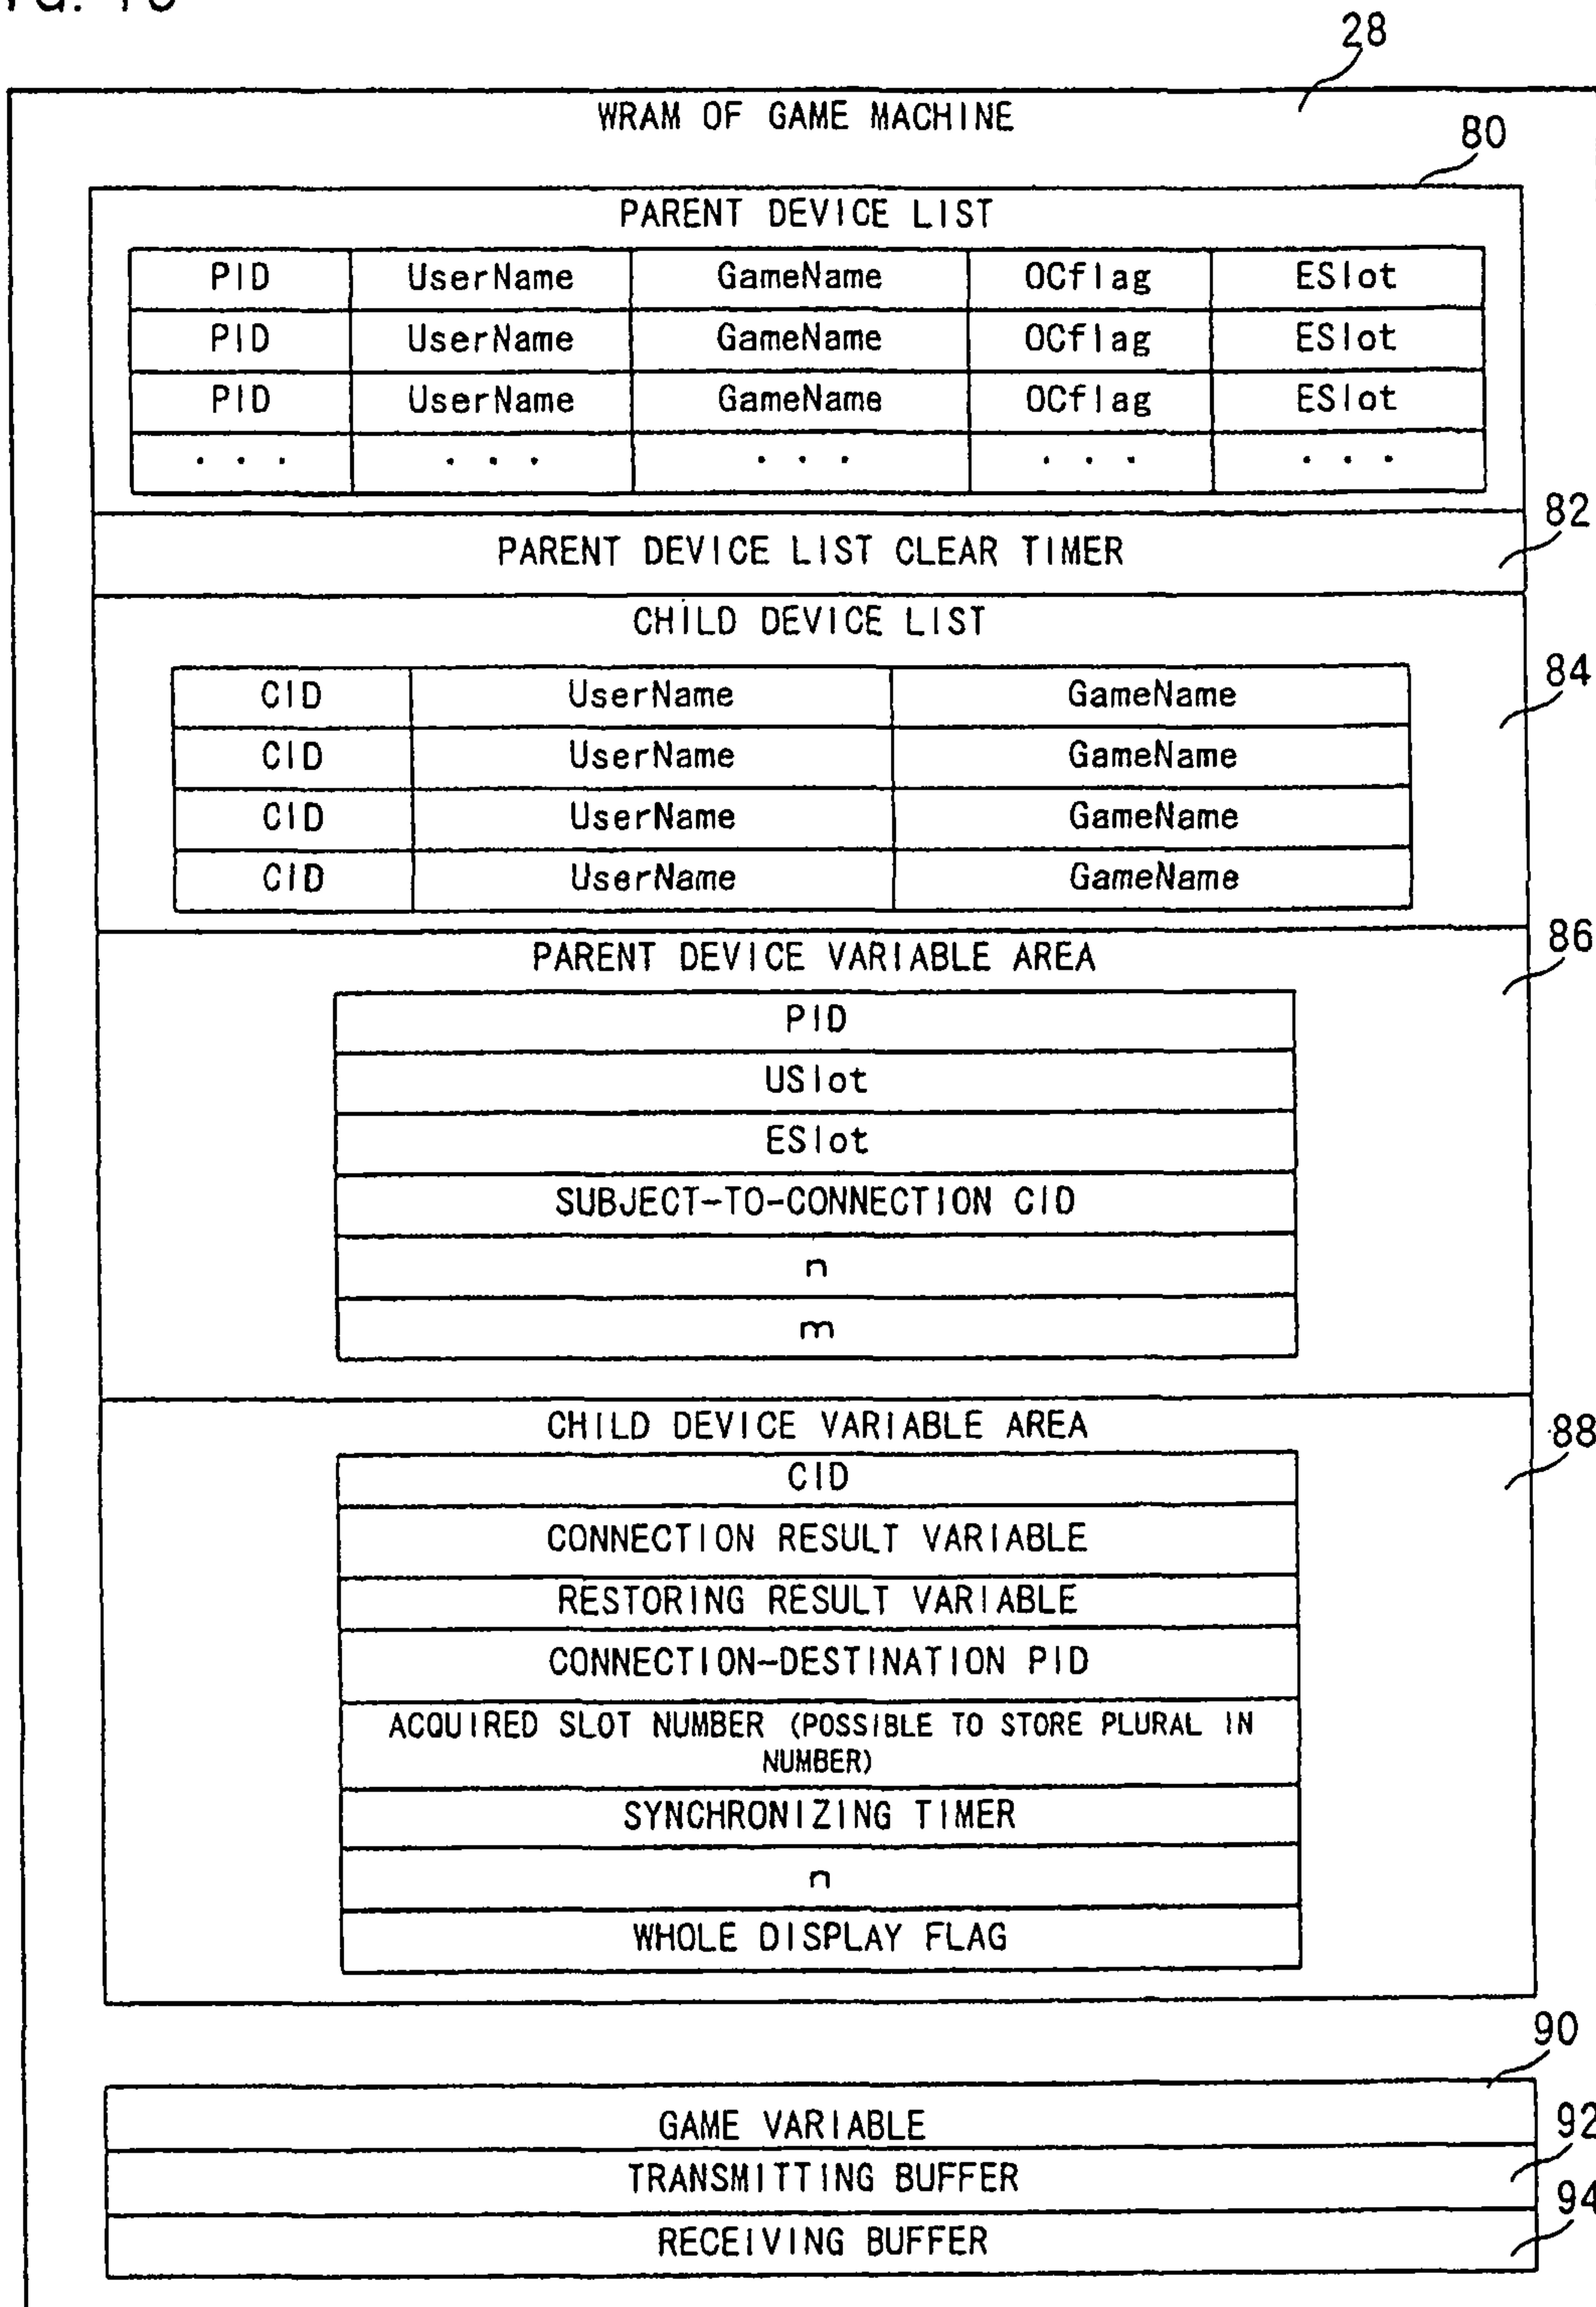 28
WRAM OF GAME MACHINE
80
PARENT DEVICE LIST
PID UserName GameName OCflag ESlot
PID UserName GameName OCflag ESlot
PID UserName GameName OCflag ESlot
... ... ... ... ...
82
PARENT DEVICE LIST CLEAR TIMER
CHILD DEVICE LIST
84
CID UserName GameName
CID UserName GameName
CID UserName GameName
CID UserName GameName
86
PARENT DEVICE VARIABLE AREA
PID
USlot
ESlot
SUBJECT-TO-CONNECTION CID
n
m
CHILD DEVICE VARIABLE AREA
88
CID
CONNECTION RESULT VARIABLE
RESTORING RESULT VARIABLE
CONNECTION-DESTINATION PID
ACQUIRED SLOT NUMBER (POSSIBLE TO STORE PLURAL IN
NUMBER)
SYNCHRONIZING TIMER
n
WHOLE DISPLAY FLAG
90
GAME VARIABLE
92
TRANSMITTING BUFFER
94
RECEIVING BUFFER